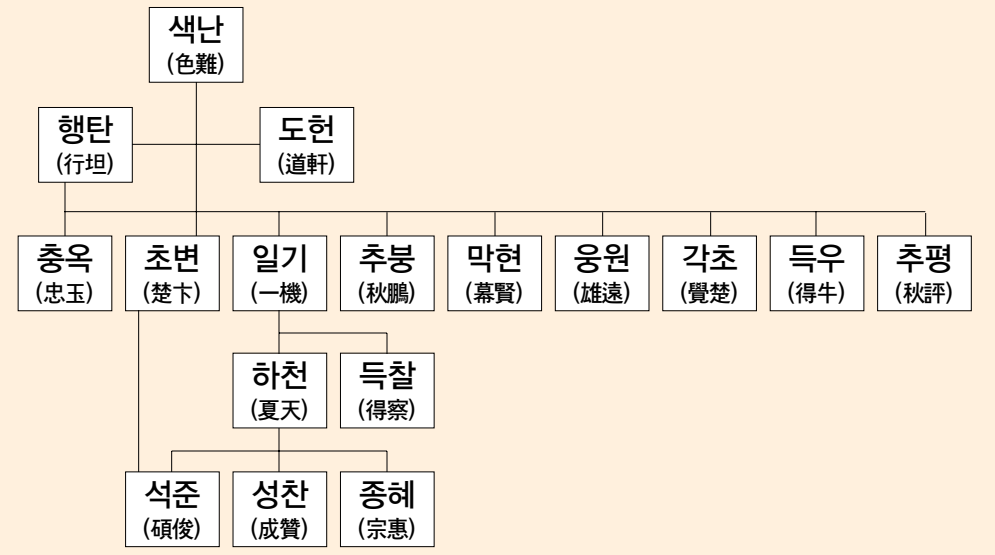 색난
(色難)
행탄
(行坦)
도헌
(道軒)
충옥
(忠玉)
초변
(楚卞)
일기
(一機)
추붕
(秋鵬)
막현
(幕賢)
웅원
(雄遠)
각초
(覺楚)
득우
(得牛)
추평
(秋評)
하천
(夏天)
득찰
(得察)
석준
(碩俊)
성찬
(成贊)
종혜
(宗惠)